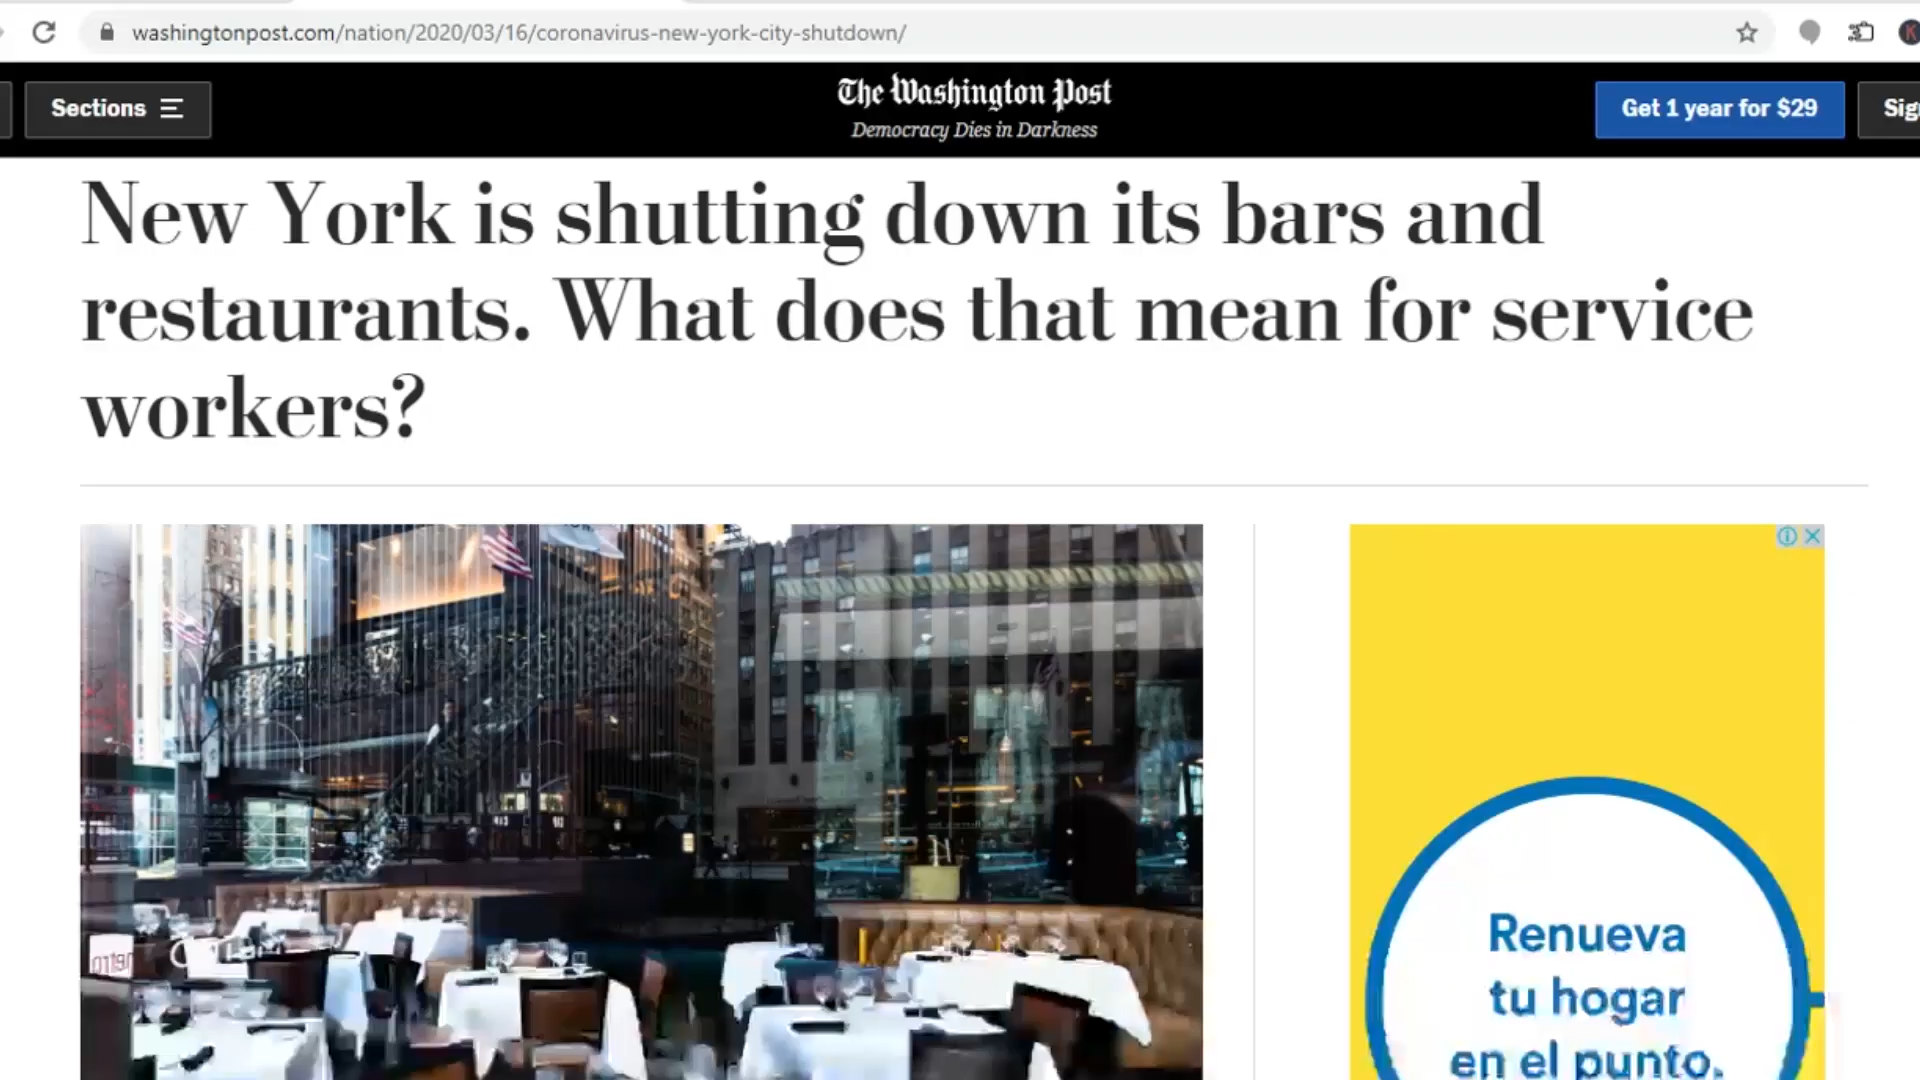 washingtonpost.com/nation/2020/03/16/coronavirus-new-york-city-shutdown/
Sections
The Washington Post
Democracy Dies in Darkness
Get 1 year for $29
Sig
New York is shutting down its bars and
restaurants. What does that mean for service
workers?
Renueva
tu hogar
en el punto.